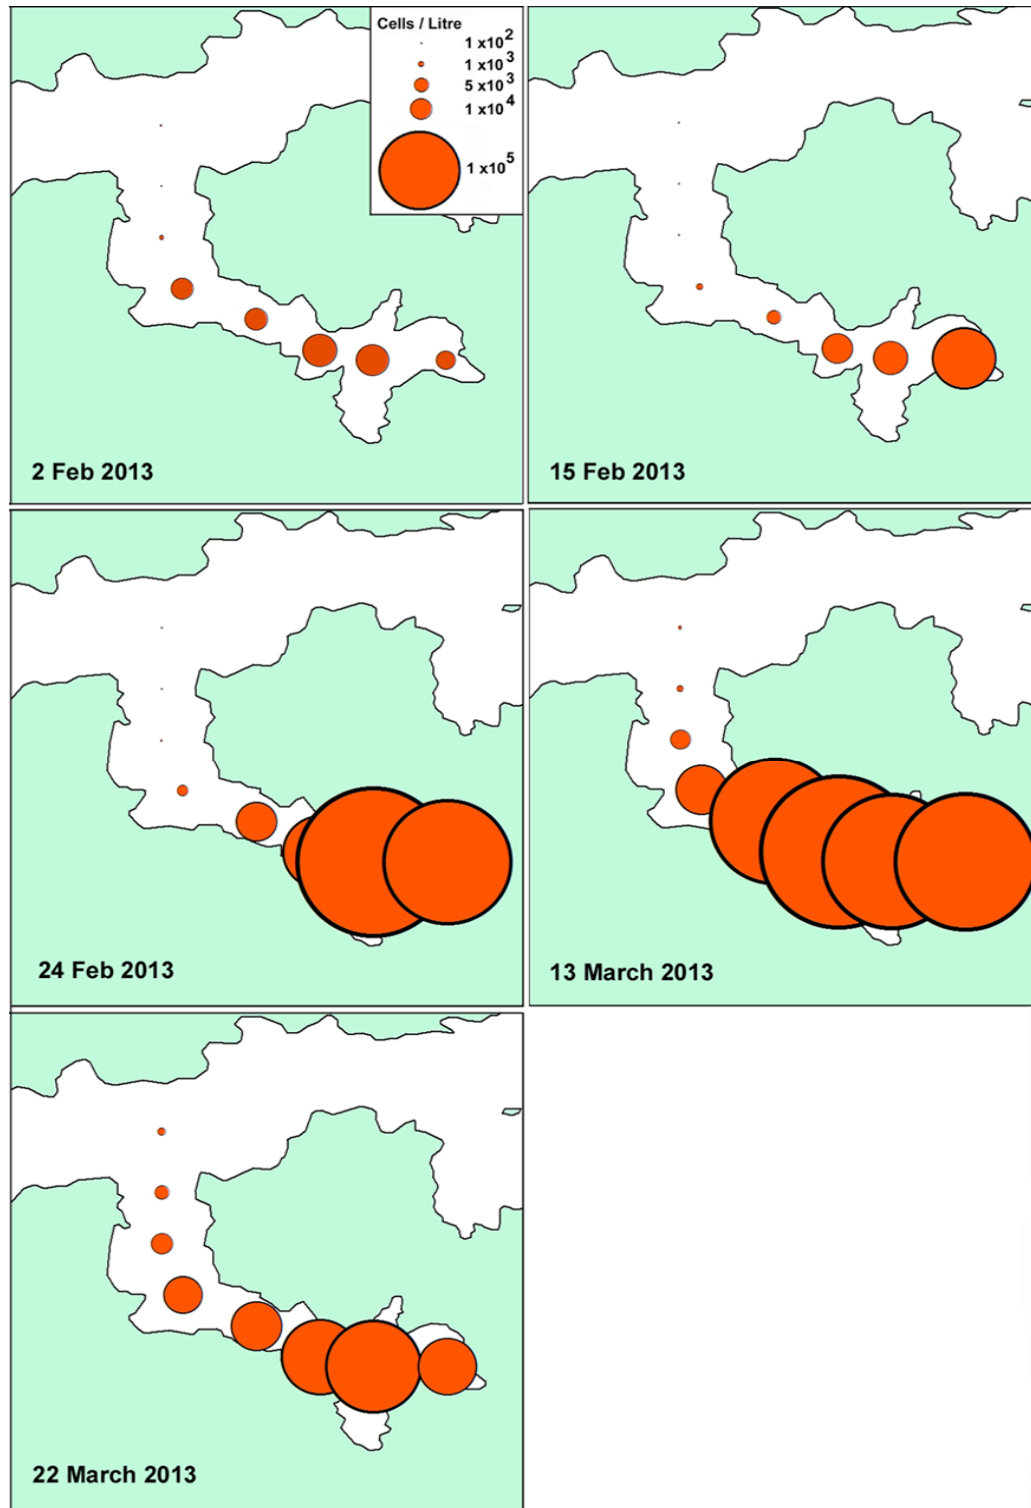 Cells / Litre
1 x10²
1 x10³
5 x10³
1 x10⁴
1 x10⁵
2 Feb 2013
15 Feb 2013
24 Feb 2013
13 March 2013
22 March 2013